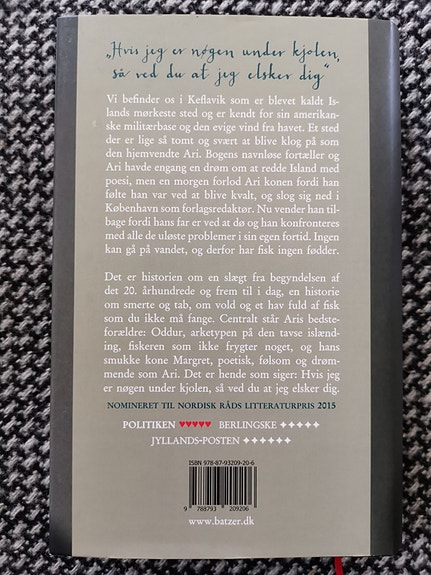 „Hvis jeg er nøgen under kjolen,
så ved du at jeg elsker dig“
Vi befinder os i Keflavik som er blevet kaldt Is-
lands mørkeste sted og er kendt for sin amerikan-
ske militærbase og den evige vind fra havet. Et sted
der er lige så tomt og svært at blive klog på som
den hjemvendte Ari. Bogens navnløse fortæller og
Ari havde engang en drøm om at redde Island med
poesi, men en morgen forlod Ari konen fordi han
følte han var ved at blive kvalt, og slog sig ned i
København som forlagsredaktør. Nu vender han til-
bage fordi hans far er ved at dø og han konfronteres
med alle de uløste problemer i sin egen fortid. Ingen
kan gå på vandet, og derfor har fisk ingen fødder.
Det er historien om en slægt fra begyndelsen af
det 20. århundrede og frem til i dag, en historie
om smerte og tab, om vold og et hav fuld af fisk
som du ikke må fange. Centralt står Aris bedste-
forældre: Oddur, arketypen på den tavse islænd-
ing, fiskeren som ikke frygter noget, og hans
smukke kone Margret, poetisk, følsom og drøm-
mende som Ari. Det er hende som siger: Hvis jeg
er nøgen under kjolen, så ved du at jeg elsker dig.
NOMINERET TIL NORDISK RÅDS LITTERATURPRIS 2015
POLITIKEN ♥♥♥♥♥ BERLINGSKE ✦✦✦✦✦
JYLLANDS-POSTEN ✦✦✦✦✦✦
ISBN 978-87-93209-20-6
9 788793 209206
www.batzer.dk